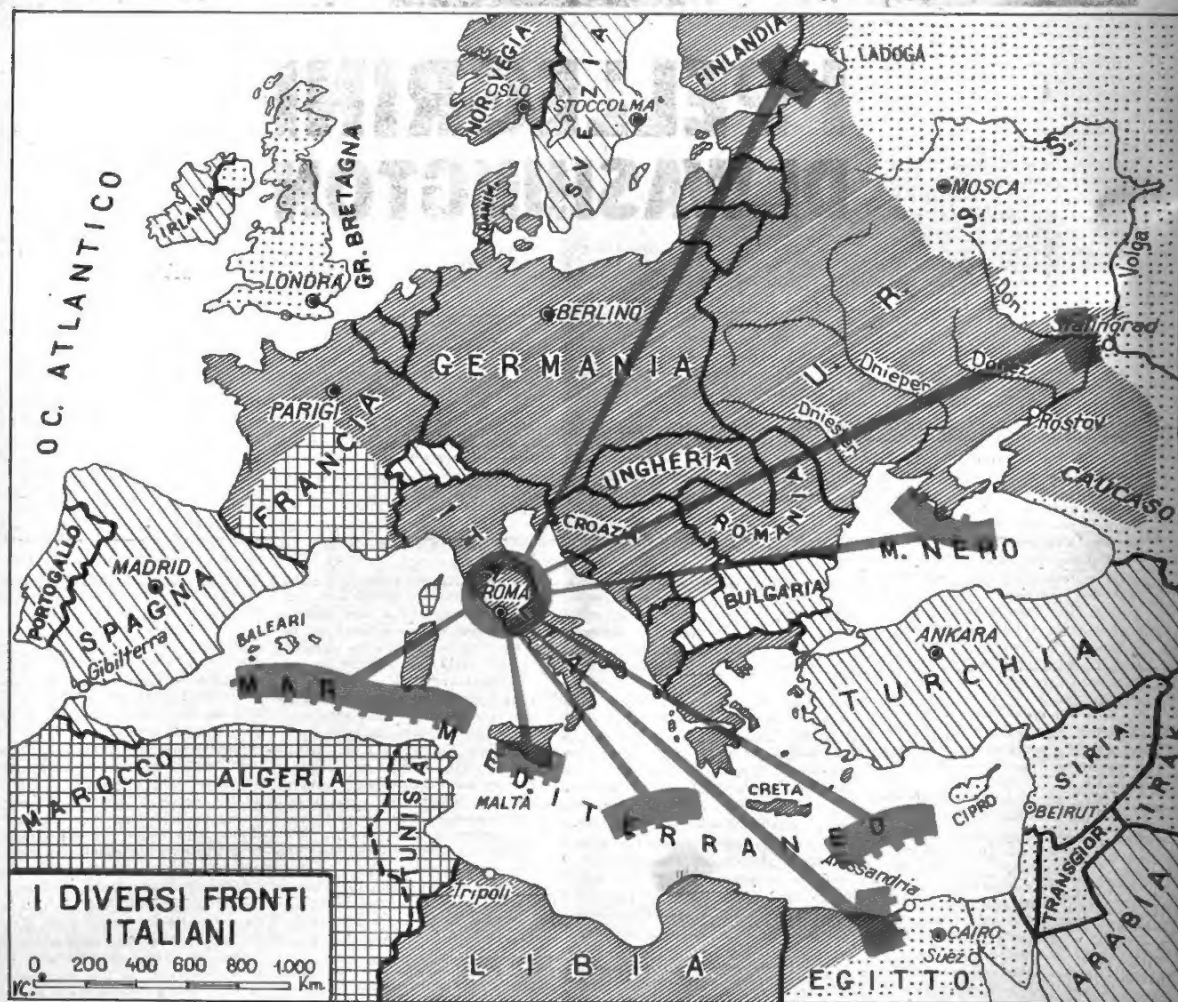 FINLANDIA
L. LADOGA
NORVEGIA
OSLO
SVEZIA
STOCCOLMA
OC. ATLANTICO
IRLANDA
GR. BRETAGNA
LONDRA
DANIM.
MOSCA
U. R. S. S.
Volga
Don
Stalingrad
BERLINO
GERMANIA
Dnieper
Donez
Dniester
Rostov
PARIGI
FRANCIA
UNGHERIA
ROMANIA
CAUCASO
CROAZIA
M. NERO
ROMA
BULGARIA
PORTOGALLO
MADRID
SPAGNA
Gibilterra
BALEARI
ANKARA
TURCHIA
MAR MEDITERRANEO
MAROCCO
ALGERIA
TUNISIA
MALTA
CRETA
CIPRO
SIRIA
IRAK
BEIRUT
TRANSGIOR.
ARABIA
Alessandria
Tripoli
LIBIA
EGITTO
CAIRO
Suez
I DIVERSI FRONTI
ITALIANI
0 200 400 600 800 1.000
Km.